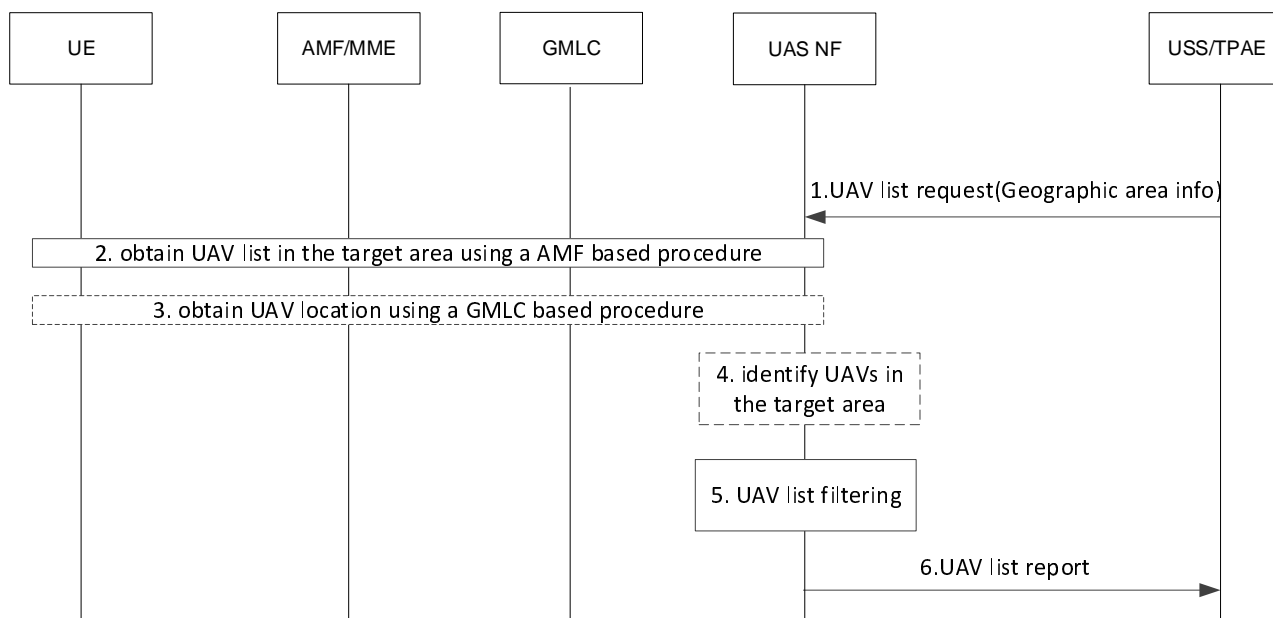 UE
AMF/MME
GMLC
UAS NF
USS/TPAE
1.UAV list request(Geographic area info)
2. obtain UAV list in the target area using a AMF based procedure
3. obtain UAV location using a GMLC based procedure
4. identify UAVs in
the target area
5. UAV list filtering
6.UAV list report